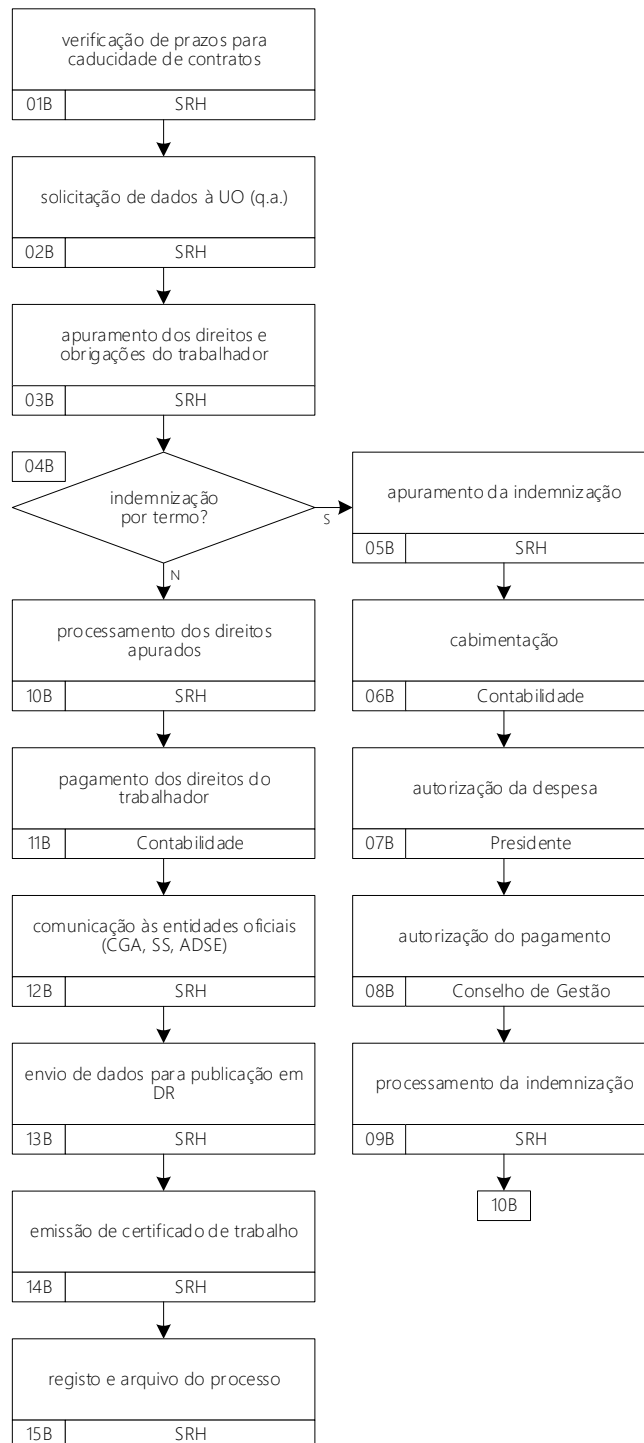 verificação de prazos para
caducidade de contratos
01B SRH
solicitação de dados à UO (q.a.)
02B SRH
apuramento dos direitos e
obrigações do trabalhador
03B SRH
04B
indemnização
por termo?
S
N
apuramento da indemnização
05B SRH
cabimentação
06B Contabilidade
autorização da despesa
07B Presidente
autorização do pagamento
08B Conselho de Gestão
processamento da indemnização
09B SRH
10B
processamento dos direitos
apurados
10B SRH
pagamento dos direitos do
trabalhador
11B Contabilidade
comunicação às entidades oficiais
(CGA, SS, ADSE)
12B SRH
envio de dados para publicação em
DR
13B SRH
emissão de certificado de trabalho
14B SRH
registo e arquivo do processo
15B SRH